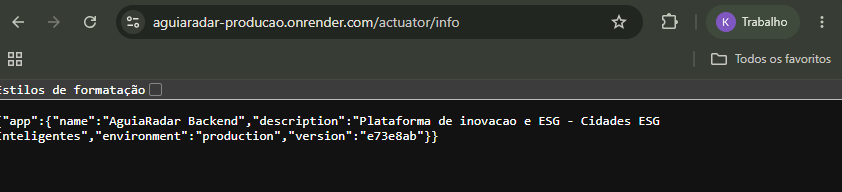 aguiaradar-producao.onrender.com/actuator/info
K Trabalho
Todos os favoritos
Estilos de formatação
{"app":{"name":"AguiaRadar Backend","description":"Plataforma de inovacao e ESG - Cidades ESG
Inteligentes","environment":"production","version":"e73e8ab"}}